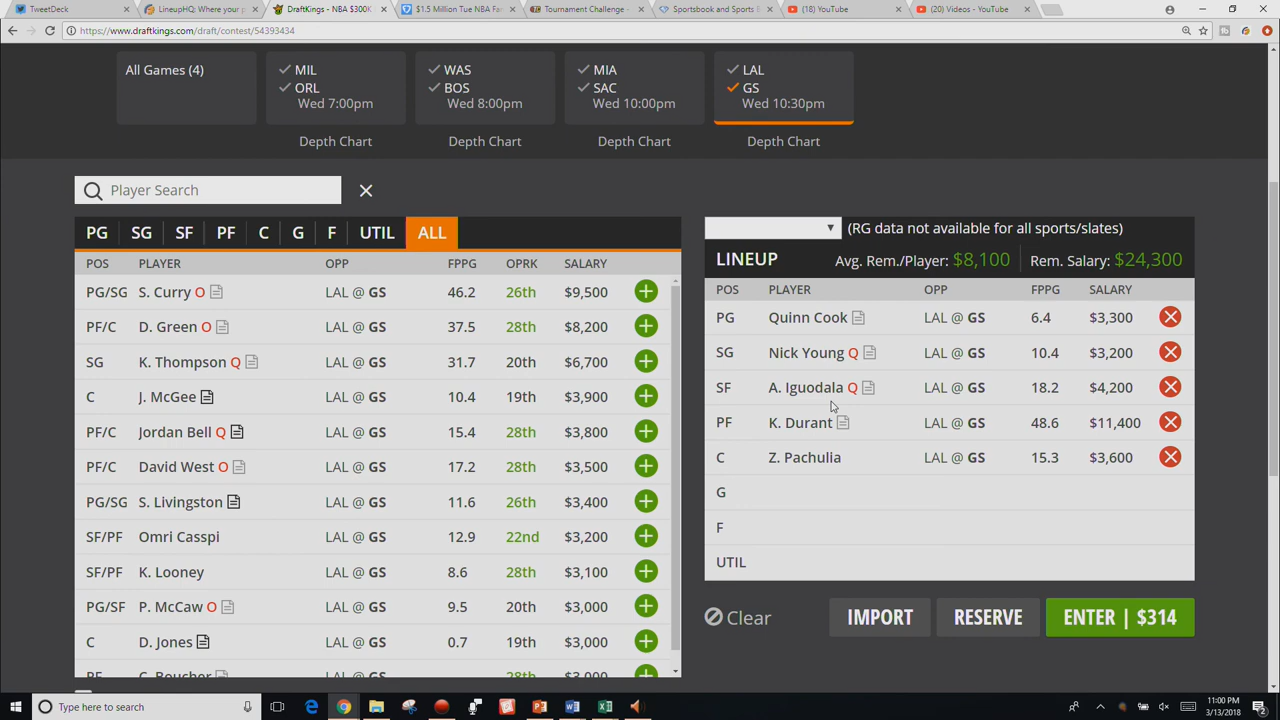 TweetDeck
LineupHQ: Where your p
DraftKings - NBA $300K
$1.5 Million Tue NBA Fan
Tournament Challenge -
Sportsbook and Sports B
(18) YouTube
(20) Videos - YouTube
https://www.draftkings.com/draft/contest/54393434
All Games (4)
MIL
ORL
Wed 7:00pm
WAS
BOS
Wed 8:00pm
MIA
SAC
Wed 10:00pm
LAL
GS
Wed 10:30pm
Depth Chart
Depth Chart
Depth Chart
Depth Chart
Player Search
PG SG SF PF C G F UTIL ALL
POS PLAYER OPP FPPG OPRK SALARY
PG/SG S. Curry O LAL @ GS 46.2 26th $9,500
PF/C D. Green O LAL @ GS 37.5 28th $8,200
SG K. Thompson Q LAL @ GS 31.7 20th $6,700
C J. McGee LAL @ GS 10.4 19th $3,900
PF/C Jordan Bell Q LAL @ GS 15.4 28th $3,800
PF/C David West O LAL @ GS 17.2 28th $3,500
PG/SG S. Livingston LAL @ GS 11.6 26th $3,400
SF/PF Omri Casspi LAL @ GS 12.9 22nd $3,200
SF/PF K. Looney LAL @ GS 8.6 28th $3,100
PG/SF P. McCaw O LAL @ GS 9.5 20th $3,000
C D. Jones LAL @ GS 0.7 19th $3,000
(RG data not available for all sports/slates)
LINEUP Avg. Rem./Player: $8,100 Rem. Salary: $24,300
POS PLAYER OPP FPPG SALARY
PG Quinn Cook LAL @ GS 6.4 $3,300
SG Nick Young Q LAL @ GS 10.4 $3,200
SF A. Iguodala Q LAL @ GS 18.2 $4,200
PF K. Durant LAL @ GS 48.6 $11,400
C Z. Pachulia LAL @ GS 15.3 $3,600
G
F
UTIL
Clear IMPORT RESERVE ENTER | $314
Type here to search
11:00 PM
3/13/2018